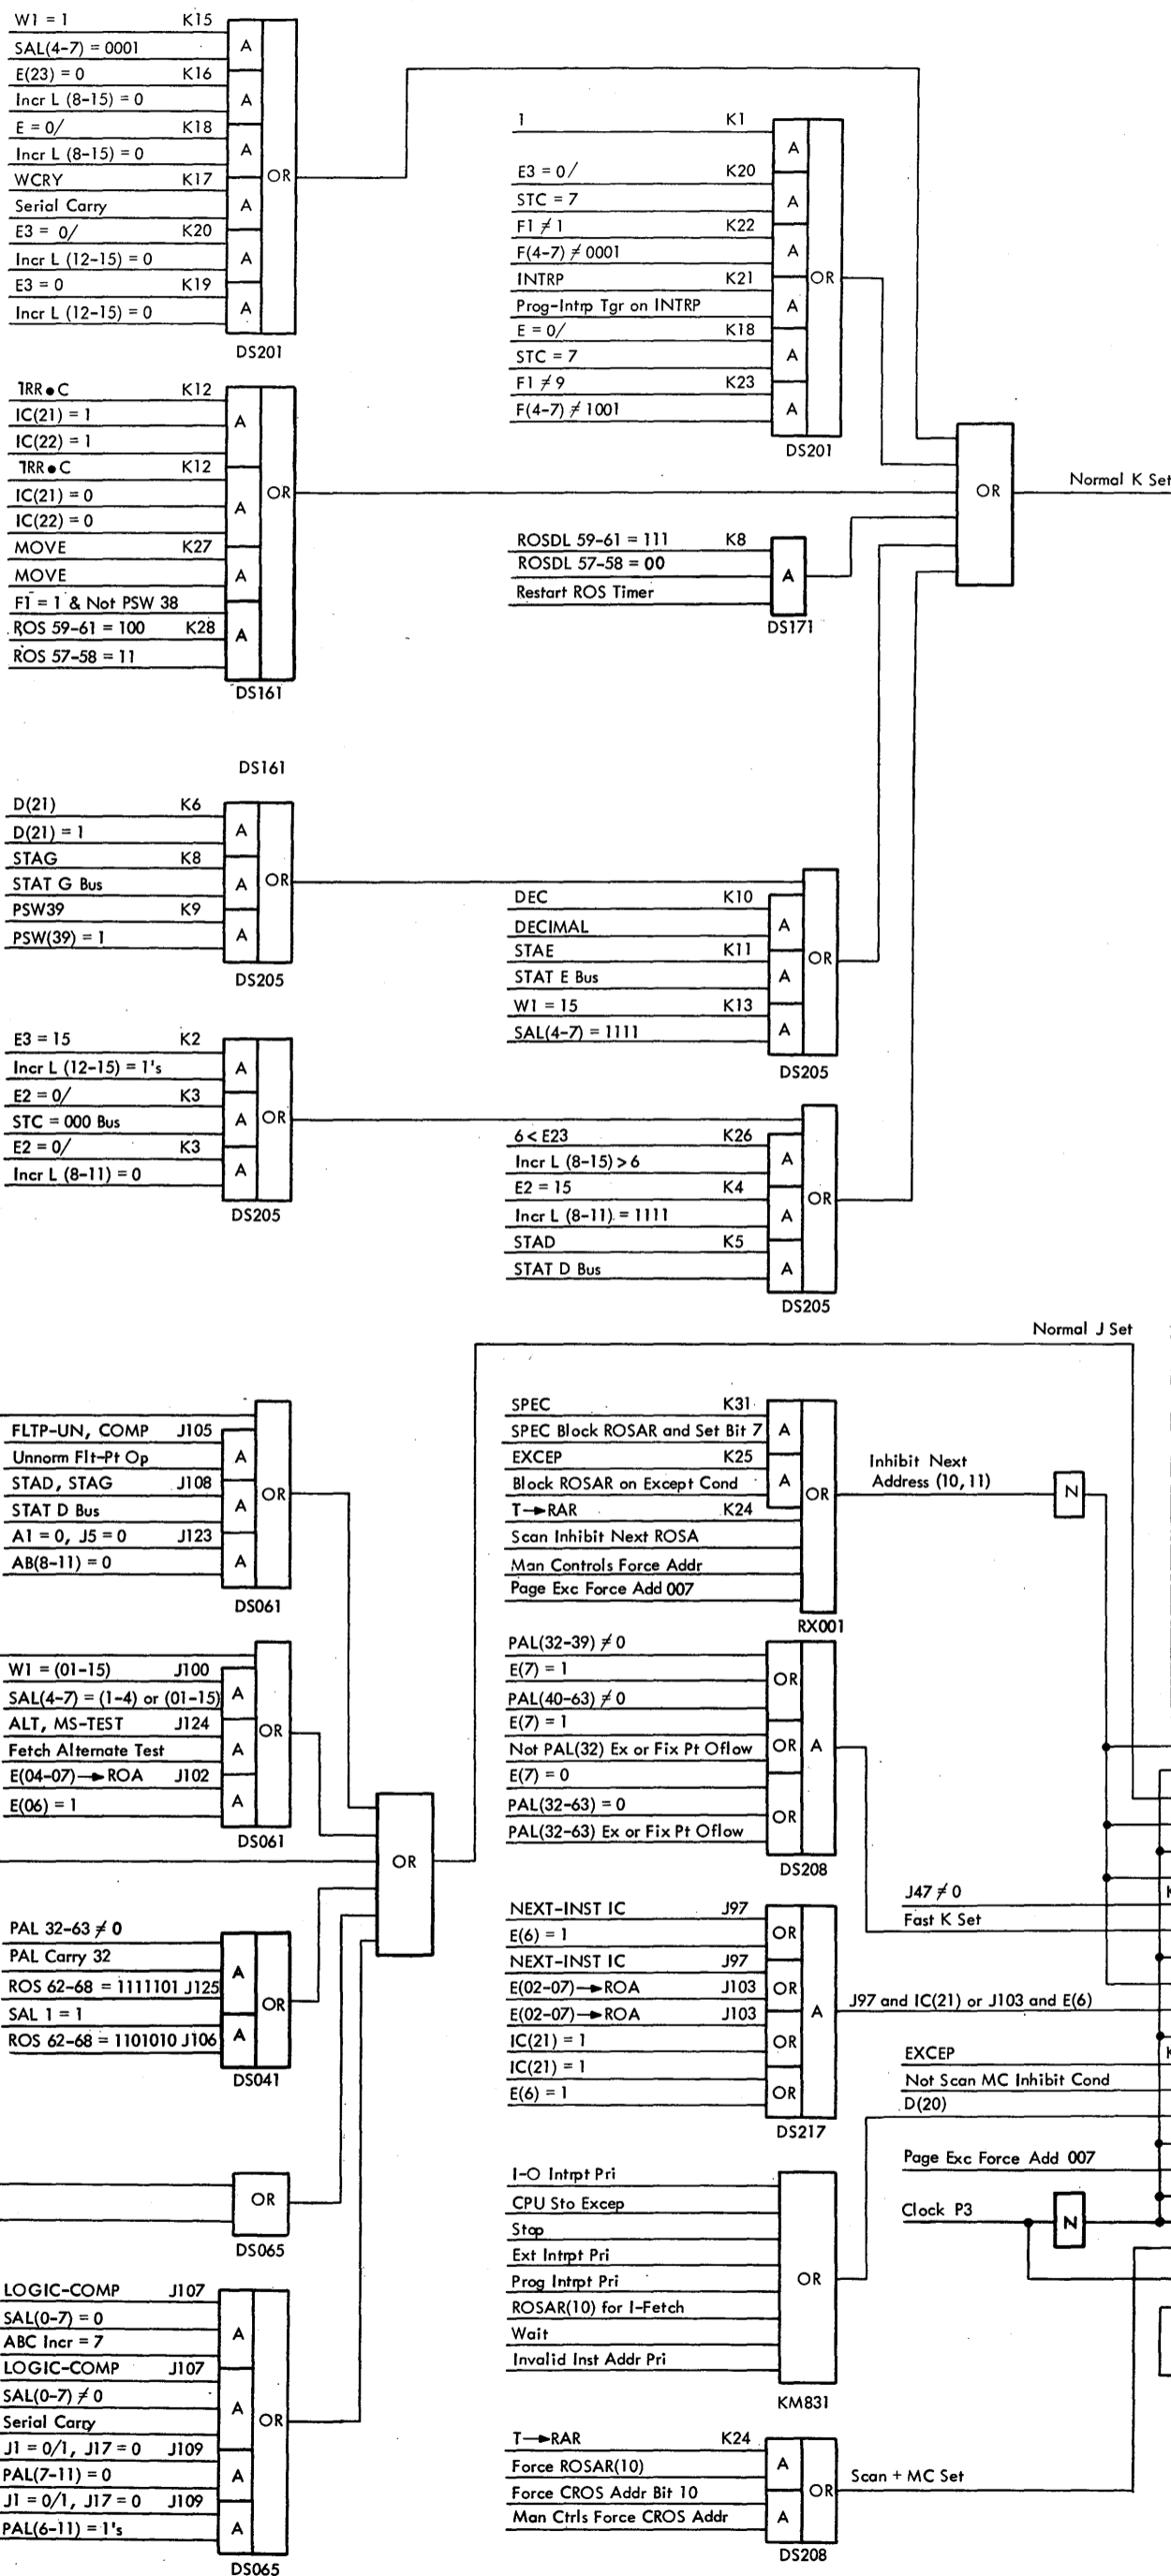 W1 = 1 K15
SAL(4-7) = 0001
E(23) = 0 K16
Incr L (8-15) = 0
E = 0/ K18
Incr L (8-15) = 0
WCRY K17
Serial Carry
E3 = 0/ K20
Incr L (12-15) = 0
E3 = 0 K19
Incr L (12-15) = 0
A
A
A
A
A
A
OR
DS201
1 K1
E3 = 0/ K20
STC = 7
F1 ≠ 1 K22
F(4-7) ≠ 0001
INTRP K21
Prog-Intrp Tgr on INTRP
E = 0/ K18
STC = 7
F1 ≠ 9 K23
F(4-7) ≠ 1001
A
A
A
A
A
A
OR
DS201
1RR●C K12
IC(21) = 1
IC(22) = 1
1RR●C K12
IC(21) = 0
IC(22) = 0
MOVE K27
MOVE
F1 = 1 & Not PSW 38
ROS 59-61 = 100 K28
ROS 57-58 = 11
A
A
A
A
OR
DS161
DS161
ROSDL 59-61 = 111 K8
ROSDL 57-58 = 00
Restart ROS Timer
A
DS171
OR
Normal K Set
D(21) K6
D(21) = 1
STAG K8
STAT G Bus
PSW39 K9
PSW(39) = 1
A
A
A
OR
DS205
DEC K10
DECIMAL
STAE K11
STAT E Bus
W1 = 15 K13
SAL(4-7) = 1111
A
A
A
OR
DS205
E3 = 15 K2
Incr L (12-15) = 1's
E2 = 0/ K3
STC = 000 Bus
E2 = 0/ K3
Incr L (8-11) = 0
A
A
A
OR
DS205
6 < E23 K26
Incr L (8-15) > 6
E2 = 15 K4
Incr L (8-11) = 1111
STAD K5
STAT D Bus
A
A
A
OR
DS205
Normal J Set
FLTP-UN, COMP J105
Unnorm Flt-Pt Op
STAD, STAG J108
STAT D Bus
A1 = 0, J5 = 0 J123
AB(8-11) = 0
A
A
A
OR
DS061
SPEC K31
SPEC Block ROSAR and Set Bit 7
EXCEP K25
Block ROSAR on Except Cond
T→RAR K24
Scan Inhibit Next ROSA
Man Controls Force Addr
Page Exc Force Add 007
A
A
OR
RX001
Inhibit Next
Address (10, 11)
N
W1 = (01-15) J100
SAL(4-7) = (1-4) or (01-15)
ALT, MS-TEST J124
Fetch Alternate Test
E(04-07)→ROA J102
E(06) = 1
A
A
A
OR
DS061
PAL(32-39) ≠ 0
E(7) = 1
PAL(40-63) ≠ 0
E(7) = 1
Not PAL(32) Ex or Fix Pt Oflow
E(7) = 0
PAL(32-63) = 0
PAL(32-63) Ex or Fix Pt Oflow
OR
OR
OR
A
DS208
OR
J47 ≠ 0
Fast K Set
PAL 32-63 ≠ 0
PAL Carry 32
ROS 62-68 = 1111101 J125
SAL 1 = 1
ROS 62-68 = 1101010 J106
A
A
OR
DS041
NEXT-INST IC J97
E(6) = 1
NEXT-INST IC J97
E(02-07)→ROA J103
E(02-07)→ROA J103
IC(21) = 1
IC(21) = 1
E(6) = 1
OR
OR
OR
OR
A
DS217
J97 and IC(21) or J103 and E(6)
EXCEP K
Not Scan MC Inhibit Cond
D(20)
Page Exc Force Add 007
Clock P3
N
OR
DS065
I-O Intrpt Pri
CPU Sto Excep
Stop
Ext Intrpt Pri
Prog Intrpt Pri
ROSAR(10) for I-Fetch
Wait
Invalid Inst Addr Pri
OR
KM831
LOGIC-COMP J107
SAL(0-7) = 0
ABC Incr = 7
LOGIC-COMP J107
SAL(0-7) ≠ 0
Serial Carry
J1 = 0/1, J17 = 0 J109
PAL(7-11) = 0
J1 = 0/1, J17 = 0 J109
PAL(6-11) = 1's
A
A
A
A
OR
DS065
T→RAR K24
Force ROSAR(10)
Force CROS Addr Bit 10
Man Ctrls Force CROS Addr
A
A
OR
DS208
Scan + MC Set